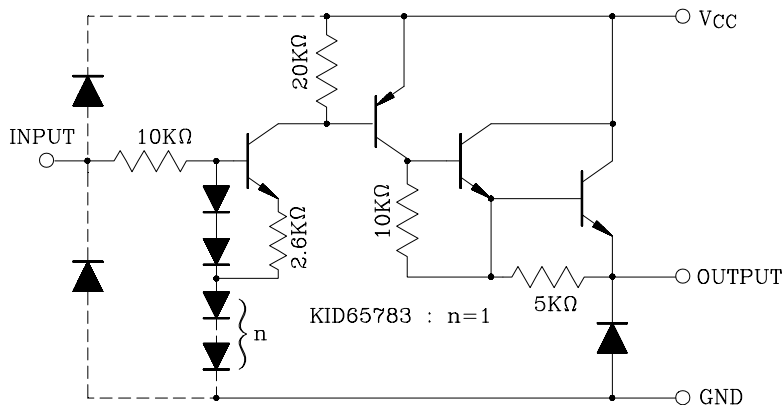 VCC
20KΩ
INPUT
10KΩ
10KΩ
2.6KΩ
OUTPUT
5KΩ
n
KID65783 : n=1
GND